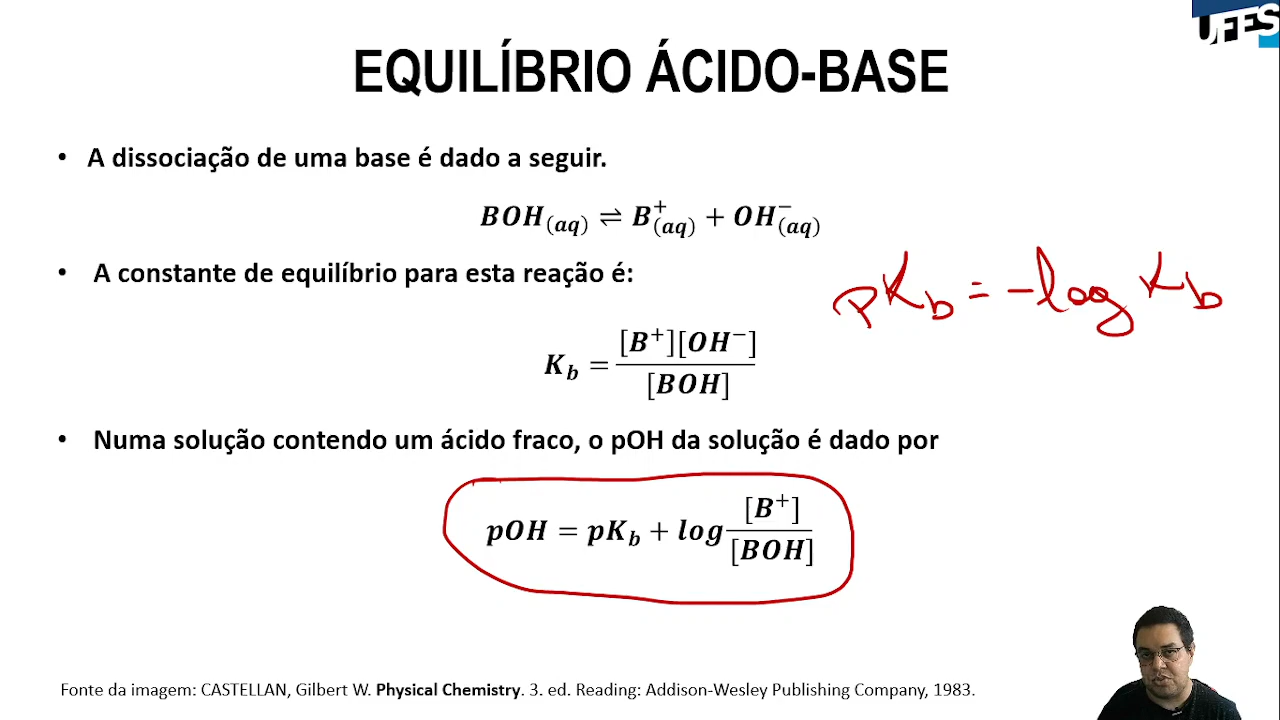 UFES
EQUILÍBRIO ÁCIDO-BASE
• A dissociação de uma base é dado a seguir.
BOH(aq) ⇌ B⁺(aq) + OH⁻(aq)
• A constante de equilíbrio para esta reação é:
pKb = -log Kb
Kb = [B⁺][OH⁻] / [BOH]
• Numa solução contendo um ácido fraco, o pOH da solução é dado por
pOH = pKb + log [B⁺] / [BOH]
Fonte da imagem: CASTELLAN, Gilbert W. Physical Chemistry. 3. ed. Reading: Addison-Wesley Publishing Company, 1983.